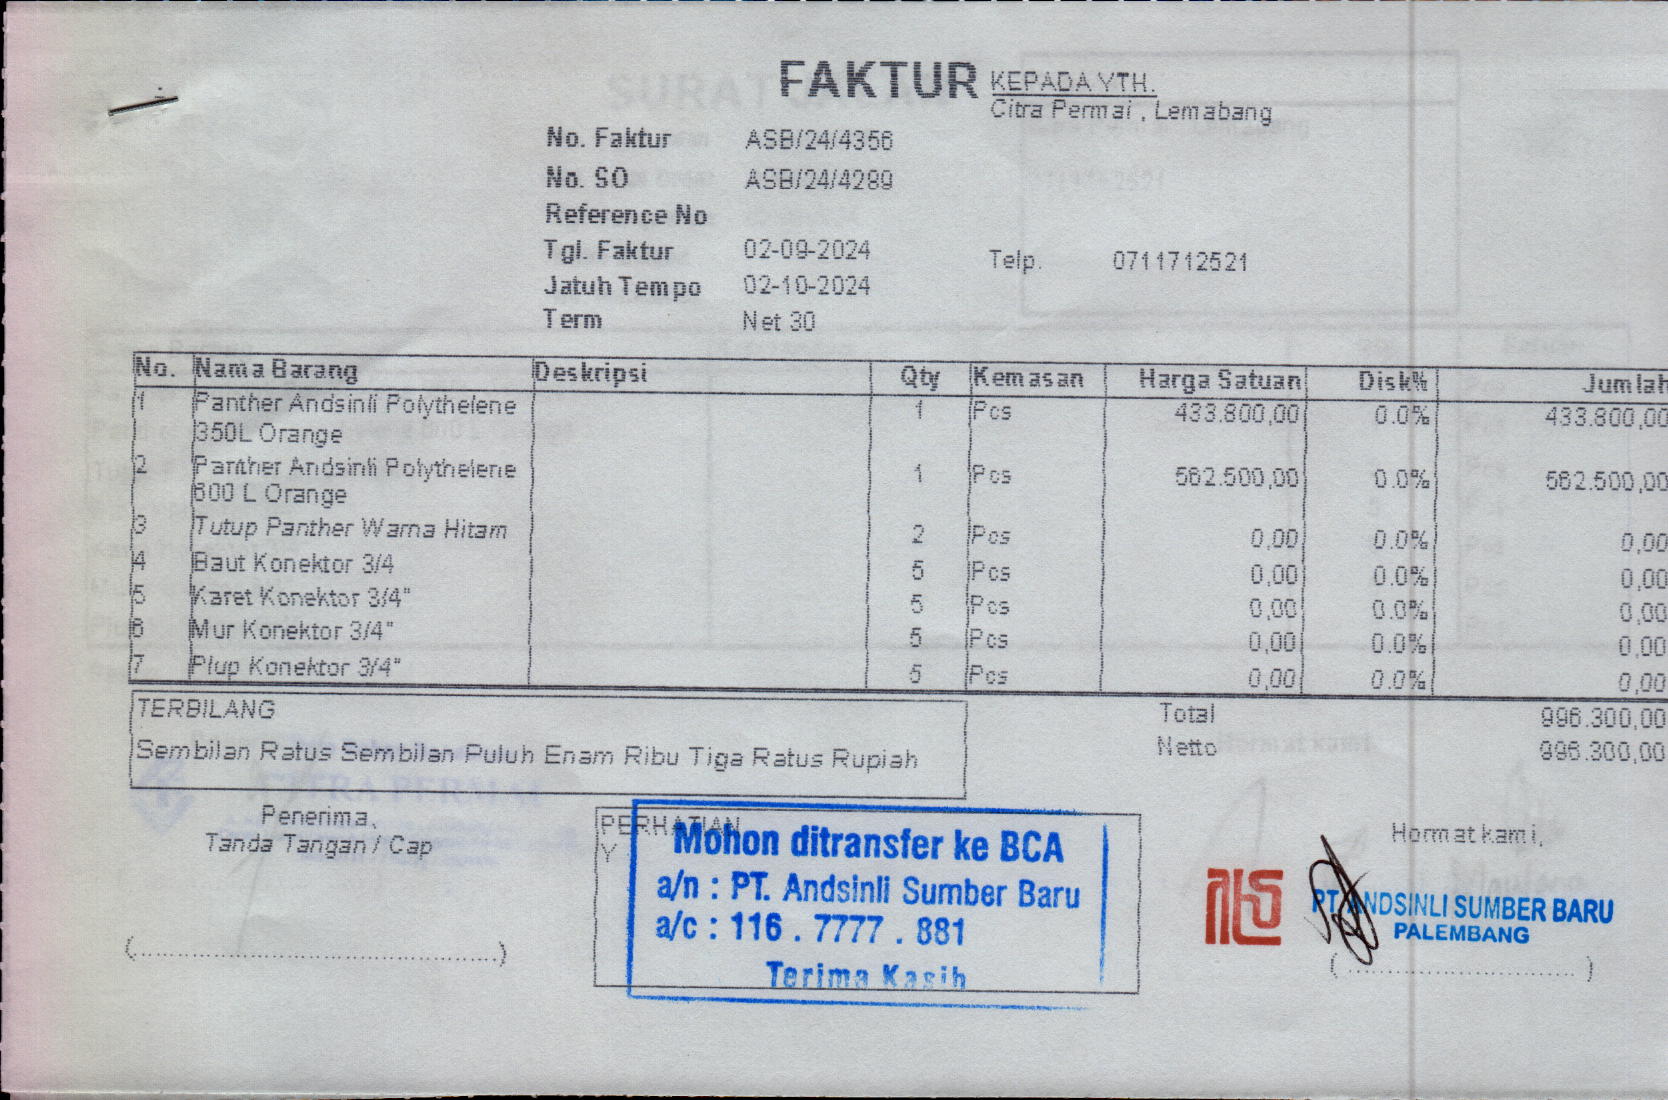 FAKTUR
KEPADA YTH.
Citra Permai , Lemabang
No. Faktur ASB/24/4356
No. SO ASB/24/4289
Reference No
Tgl. Faktur 02-09-2024
Telp. 0711712521
Jatuh Tempo 02-10-2024
Term Net 30
No. Nama Barang Deskripsi Qty Kemasan Harga Satuan Disk% Jumlah
1 Panther Andsinli Polythelene 1 Pcs 433.800,00 0.0% 433.800,00
350L Orange
2 Panther Andsinli Polythelene 1 Pcs 562.500,00 0.0% 562.500,00
600 L Orange
3 Tutup Panther Warna Hitam 2 Pcs 0,00 0.0% 0,00
4 Baut Konektor 3/4 5 Pcs 0,00 0.0% 0,00
5 Karet Konektor 3/4" 5 Pcs 0,00 0.0% 0,00
6 Mur Konektor 3/4" 5 Pcs 0,00 0.0% 0,00
7 Plup Konektor 3/4" 5 Pcs 0,00 0.0% 0,00
TERBILANG
Sembilan Ratus Sembilan Puluh Enam Ribu Tiga Ratus Rupiah
Total 996.300,00
Netto 996.300,00
Penerima,
Tanda Tangan / Cap
(....................................................)
PERHATIAN
Y
Mohon ditransfer ke BCA
a/n : PT. Andsinli Sumber Baru
a/c : 116 . 7777 . 881
Terima Kasih
Hormat kami,
PT. ANDSINLI SUMBER BARU
PALEMBANG
( ................................ )